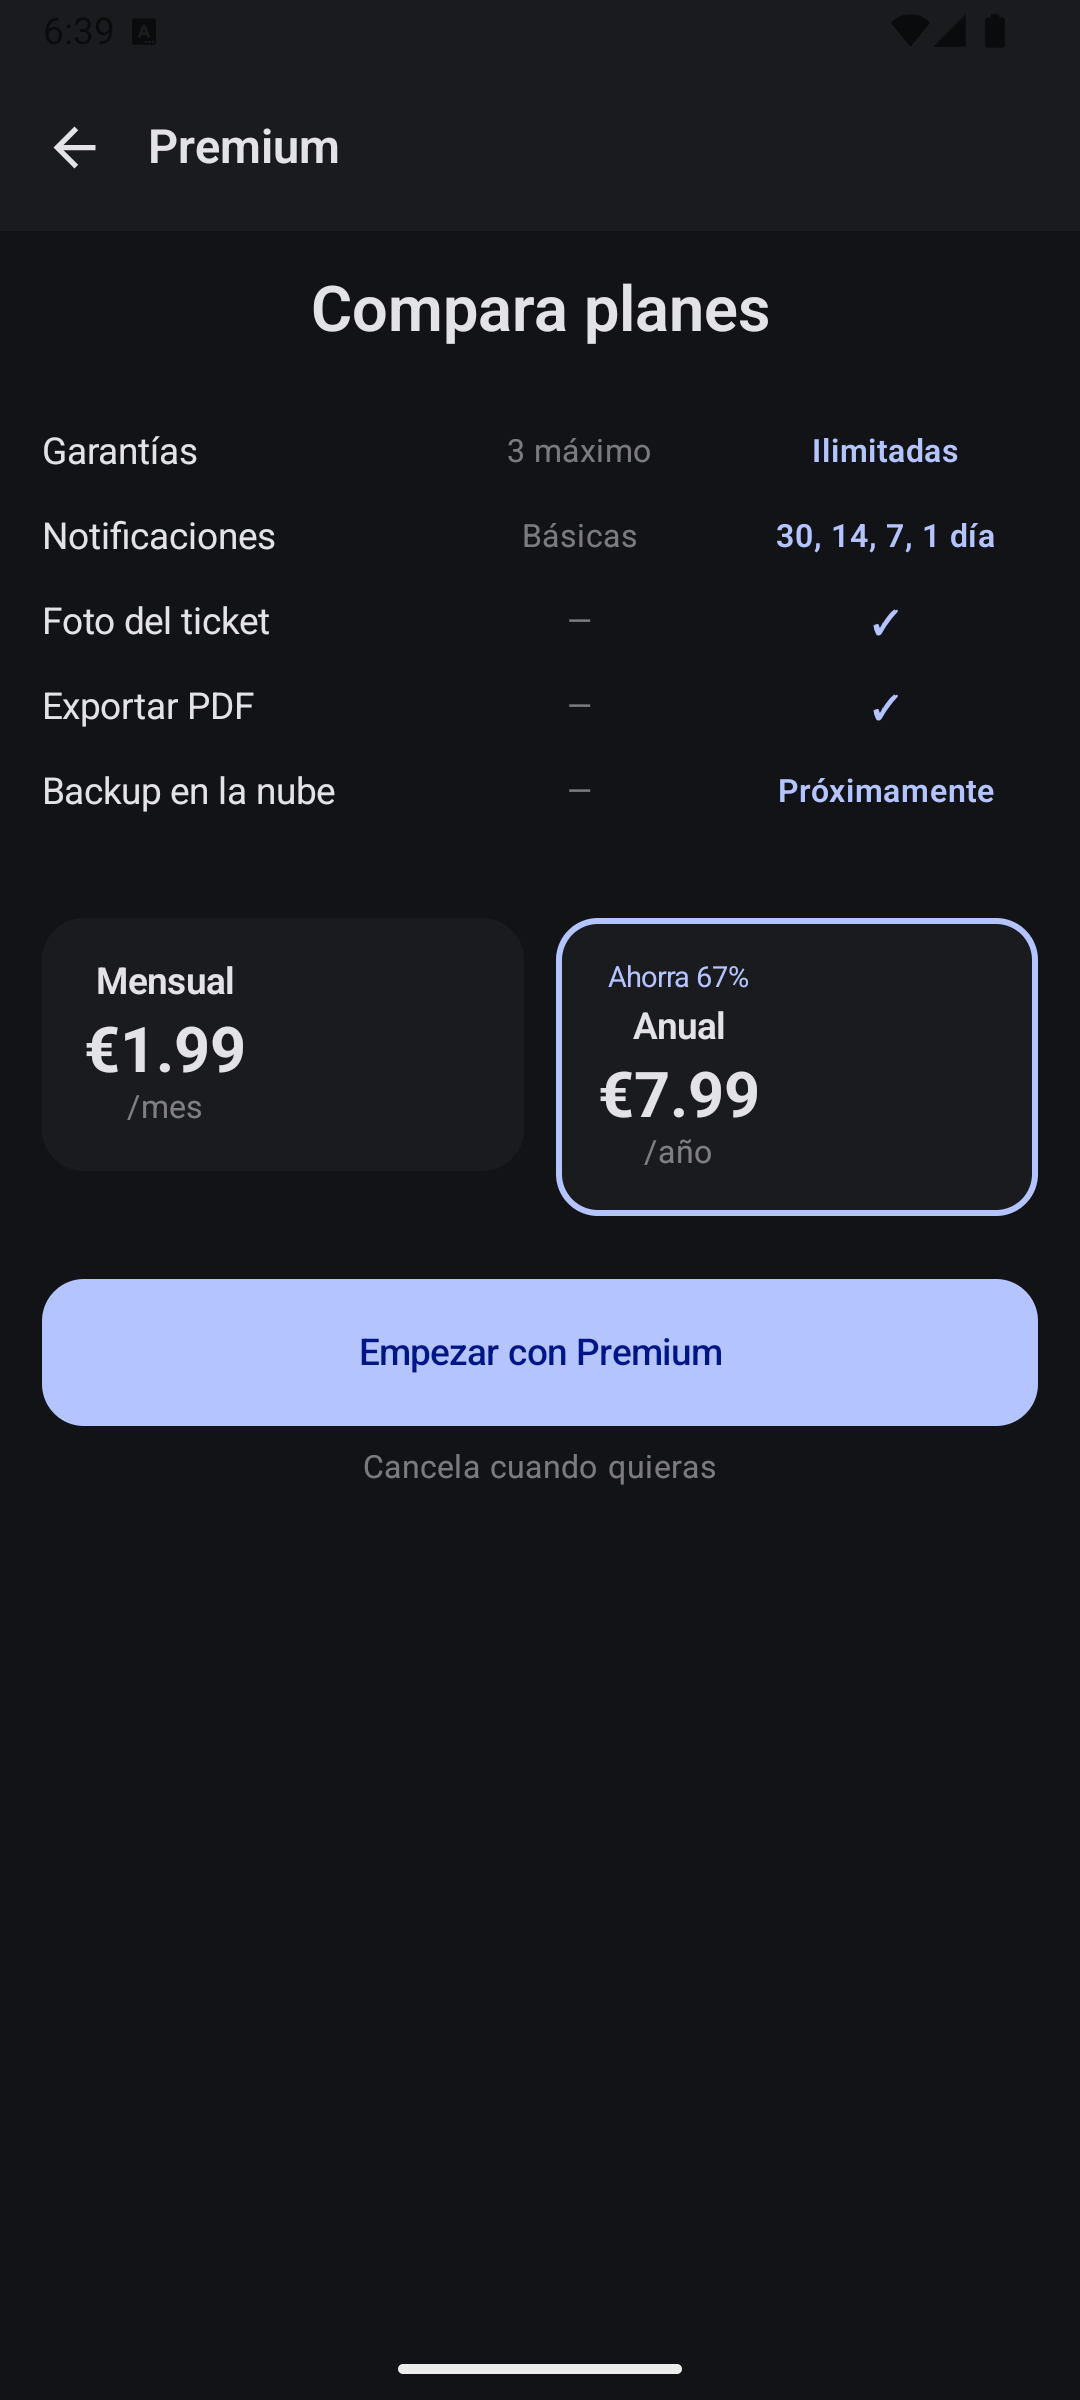 6:39
Premium
Compara planes
Garantías 3 máximo Ilimitadas
Notificaciones Básicas 30, 14, 7, 1 día
Foto del ticket — ✓
Exportar PDF — ✓
Backup en la nube — Próximamente
Mensual
€1.99
/mes
Ahorra 67%
Anual
€7.99
/año
Empezar con Premium
Cancela cuando quieras